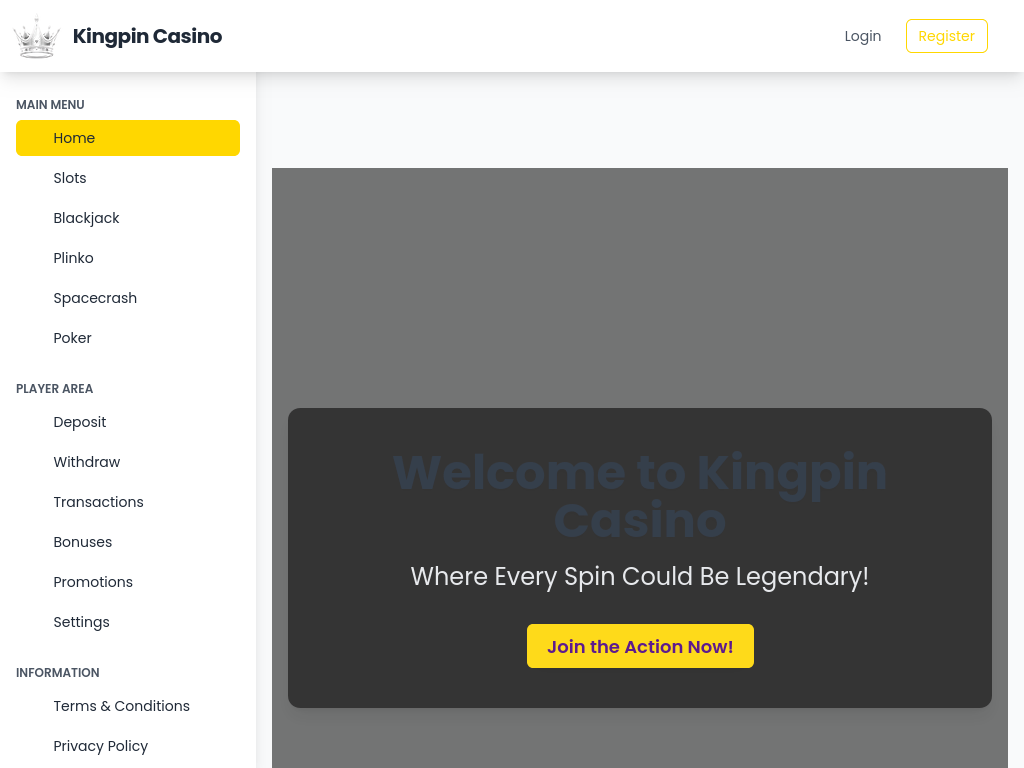 Kingpin Casino
Login
Register
MAIN MENU
Home
Slots
Blackjack
Plinko
Spacecrash
Poker
PLAYER AREA
Deposit
Withdraw
Transactions
Bonuses
Promotions
Settings
INFORMATION
Terms & Conditions
Privacy Policy
Welcome to Kingpin
Casino
Where Every Spin Could Be Legendary!
Join the Action Now!